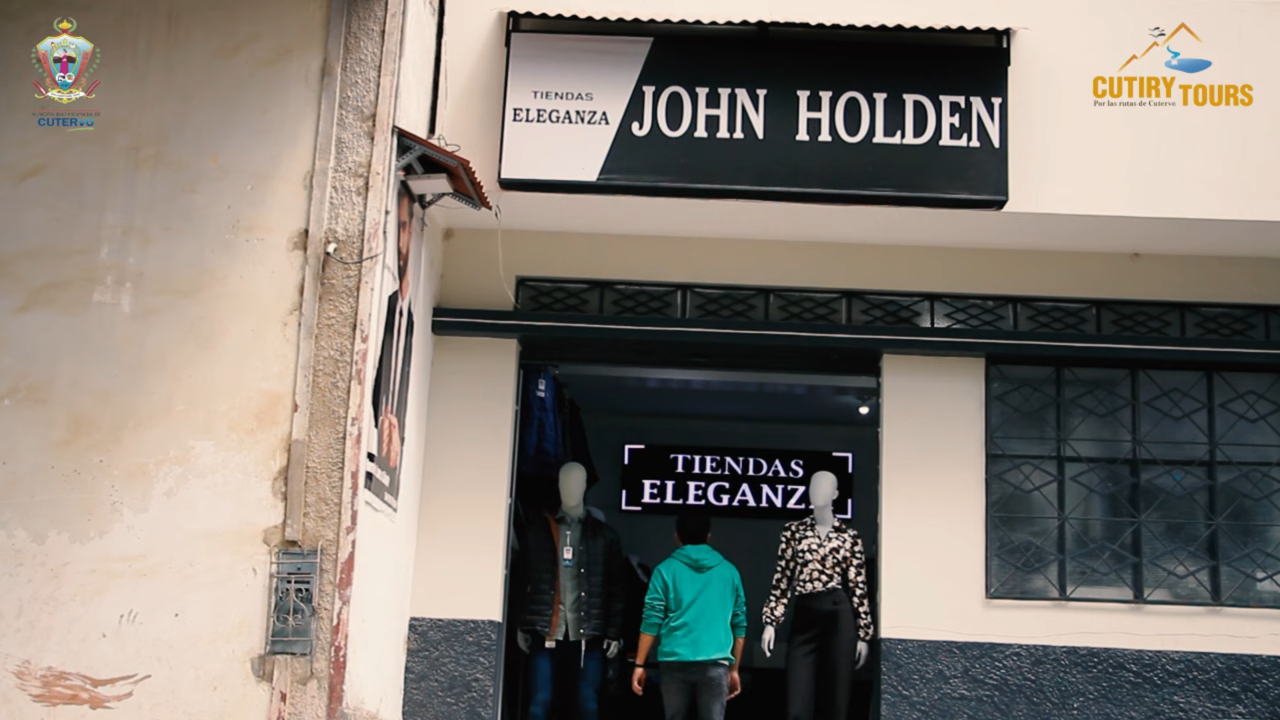 CUTERVO
CUTIRY TOURS
Por las rutas de Cutervo
TIENDAS
ELEGANZA
JOHN HOLDEN
TIENDAS
ELEGANZ